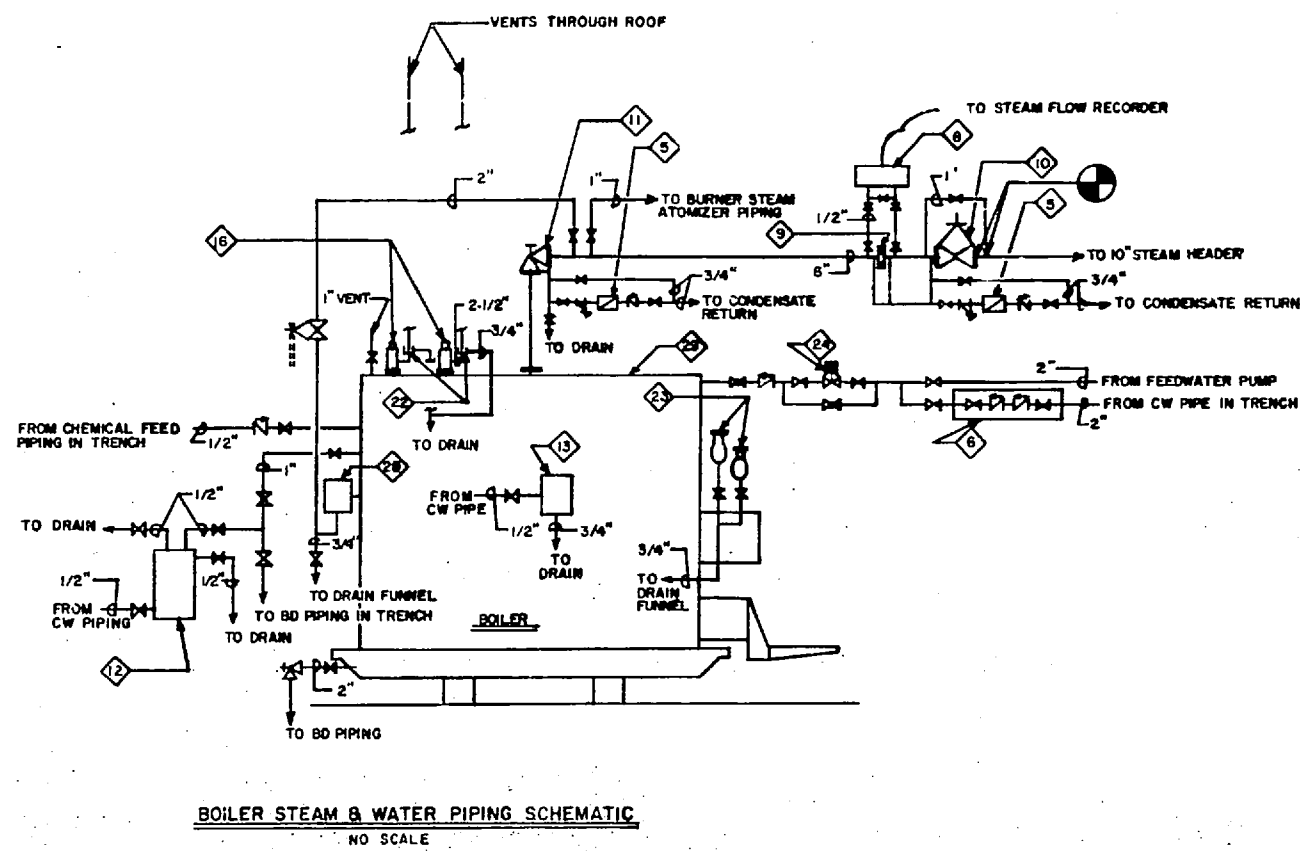 VENTS THROUGH ROOF
TO STEAM FLOW RECORDER
11
5
8
10
2"
1"
1"
TO BURNER STEAM
ATOMIZER PIPING
1/2"
5
16
9
6"
TO 10" STEAM HEADER
3/4"
3/4"
1" VENT
2-1/2"
3/4"
TO CONDENSATE
RETURN
TO CONDENSATE RETURN
TO DRAIN
24
2"
FROM FEEDWATER PUMP
22
23
FROM CW PIPE IN TRENCH
2"
6
FROM CHEMICAL FEED
PIPING IN TRENCH
1/2"
TO DRAIN
1"
13
FROM
CW PIPE
1/2"
3/4"
TO
DRAIN
1/2"
TO DRAIN
3/4"
3/4"
TO
DRAIN
FUNNEL
1/2"
1/2"
FROM
CW PIPING
TO DRAIN FUNNEL
TO BD PIPING IN TRENCH
TO DRAIN
BOILER
12
2"
TO BD PIPING
BOILER STEAM & WATER PIPING SCHEMATIC
NO SCALE